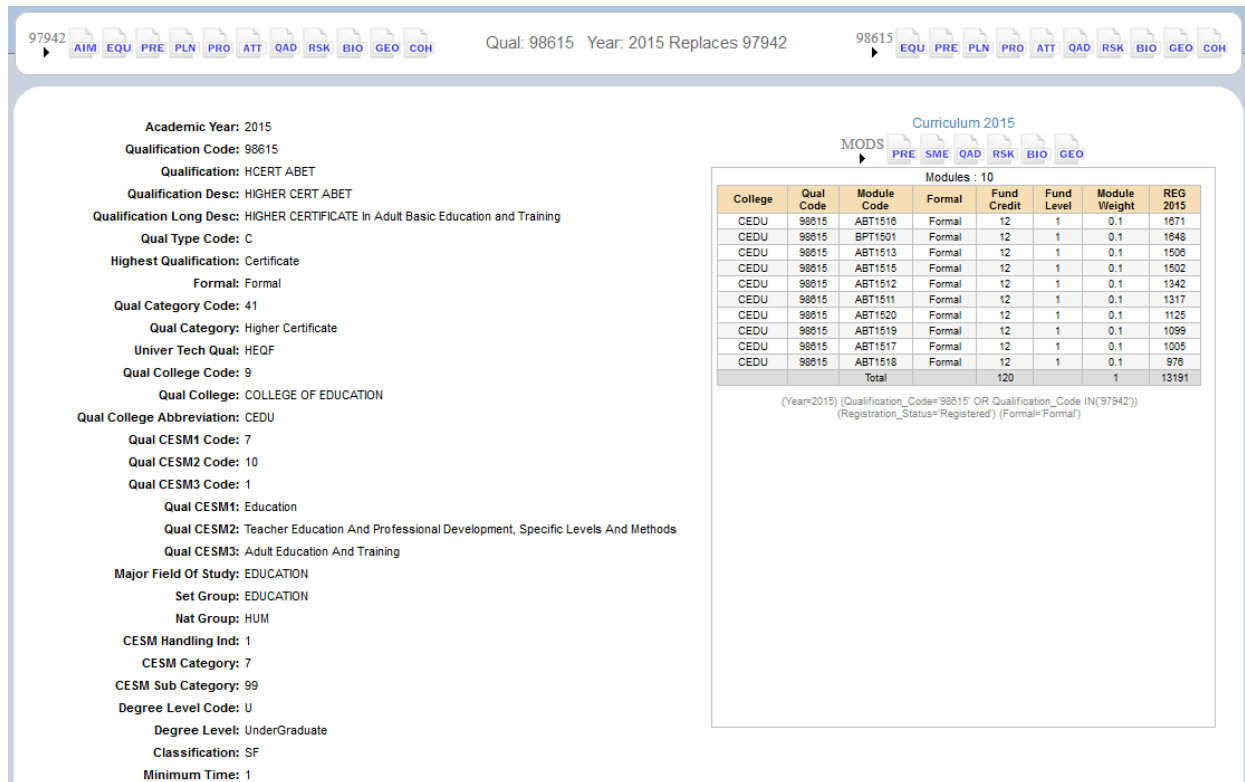 97942 AIM EQU PRE PLN PRO ATT QAD RSK BIO GEO COH Qual: 98615 Year: 2015 Replaces 97942 98615 EQU PRE PLN PRO ATT QAD RSK BIO GEO COH
Academic Year: 2015
Qualification Code: 98615
Qualification: HCERT ABET
Qualification Desc: HIGHER CERT ABET
Qualification Long Desc: HIGHER CERTIFICATE In Adult Basic Education and Training
Qual Type Code: C
Highest Qualification: Certificate
Formal: Formal
Qual Category Code: 41
Qual Category: Higher Certificate
Univer Tech Qual: HEQF
Qual College Code: 9
Qual College: COLLEGE OF EDUCATION
Qual College Abbreviation: CEDU
Qual CESM1 Code: 7
Qual CESM2 Code: 10
Qual CESM3 Code: 1
Qual CESM1: Education
Qual CESM2: Teacher Education And Professional Development, Specific Levels And Methods
Qual CESM3: Adult Education And Training
Major Field Of Study: EDUCATION
Set Group: EDUCATION
Nat Group: HUM
CESM Handling Ind: 1
CESM Category: 7
CESM Sub Category: 99
Degree Level Code: U
Degree Level: UnderGraduate
Classification: SF
Minimum Time: 1
Curriculum 2015
MODS PRE SME QAD RSK BIO GEO
Modules : 10
College Qual Code Module Code Formal Fund Credit Fund Level Module Weight REG 2015
CEDU 98615 ABT1516 Formal 12 1 0.1 1671
CEDU 98615 BPT1501 Formal 12 1 0.1 1648
CEDU 98615 ABT1513 Formal 12 1 0.1 1506
CEDU 98615 ABT1515 Formal 12 1 0.1 1502
CEDU 98615 ABT1512 Formal 12 1 0.1 1342
CEDU 98615 ABT1511 Formal 12 1 0.1 1317
CEDU 98615 ABT1520 Formal 12 1 0.1 1125
CEDU 98615 ABT1519 Formal 12 1 0.1 1099
CEDU 98615 ABT1517 Formal 12 1 0.1 1005
CEDU 98615 ABT1518 Formal 12 1 0.1 976
Total 120 1 13191
(Year=2015) (Qualification_Code='98615' OR Qualification_Code IN('97942'))
(Registration_Status='Registered') (Formal='Formal')